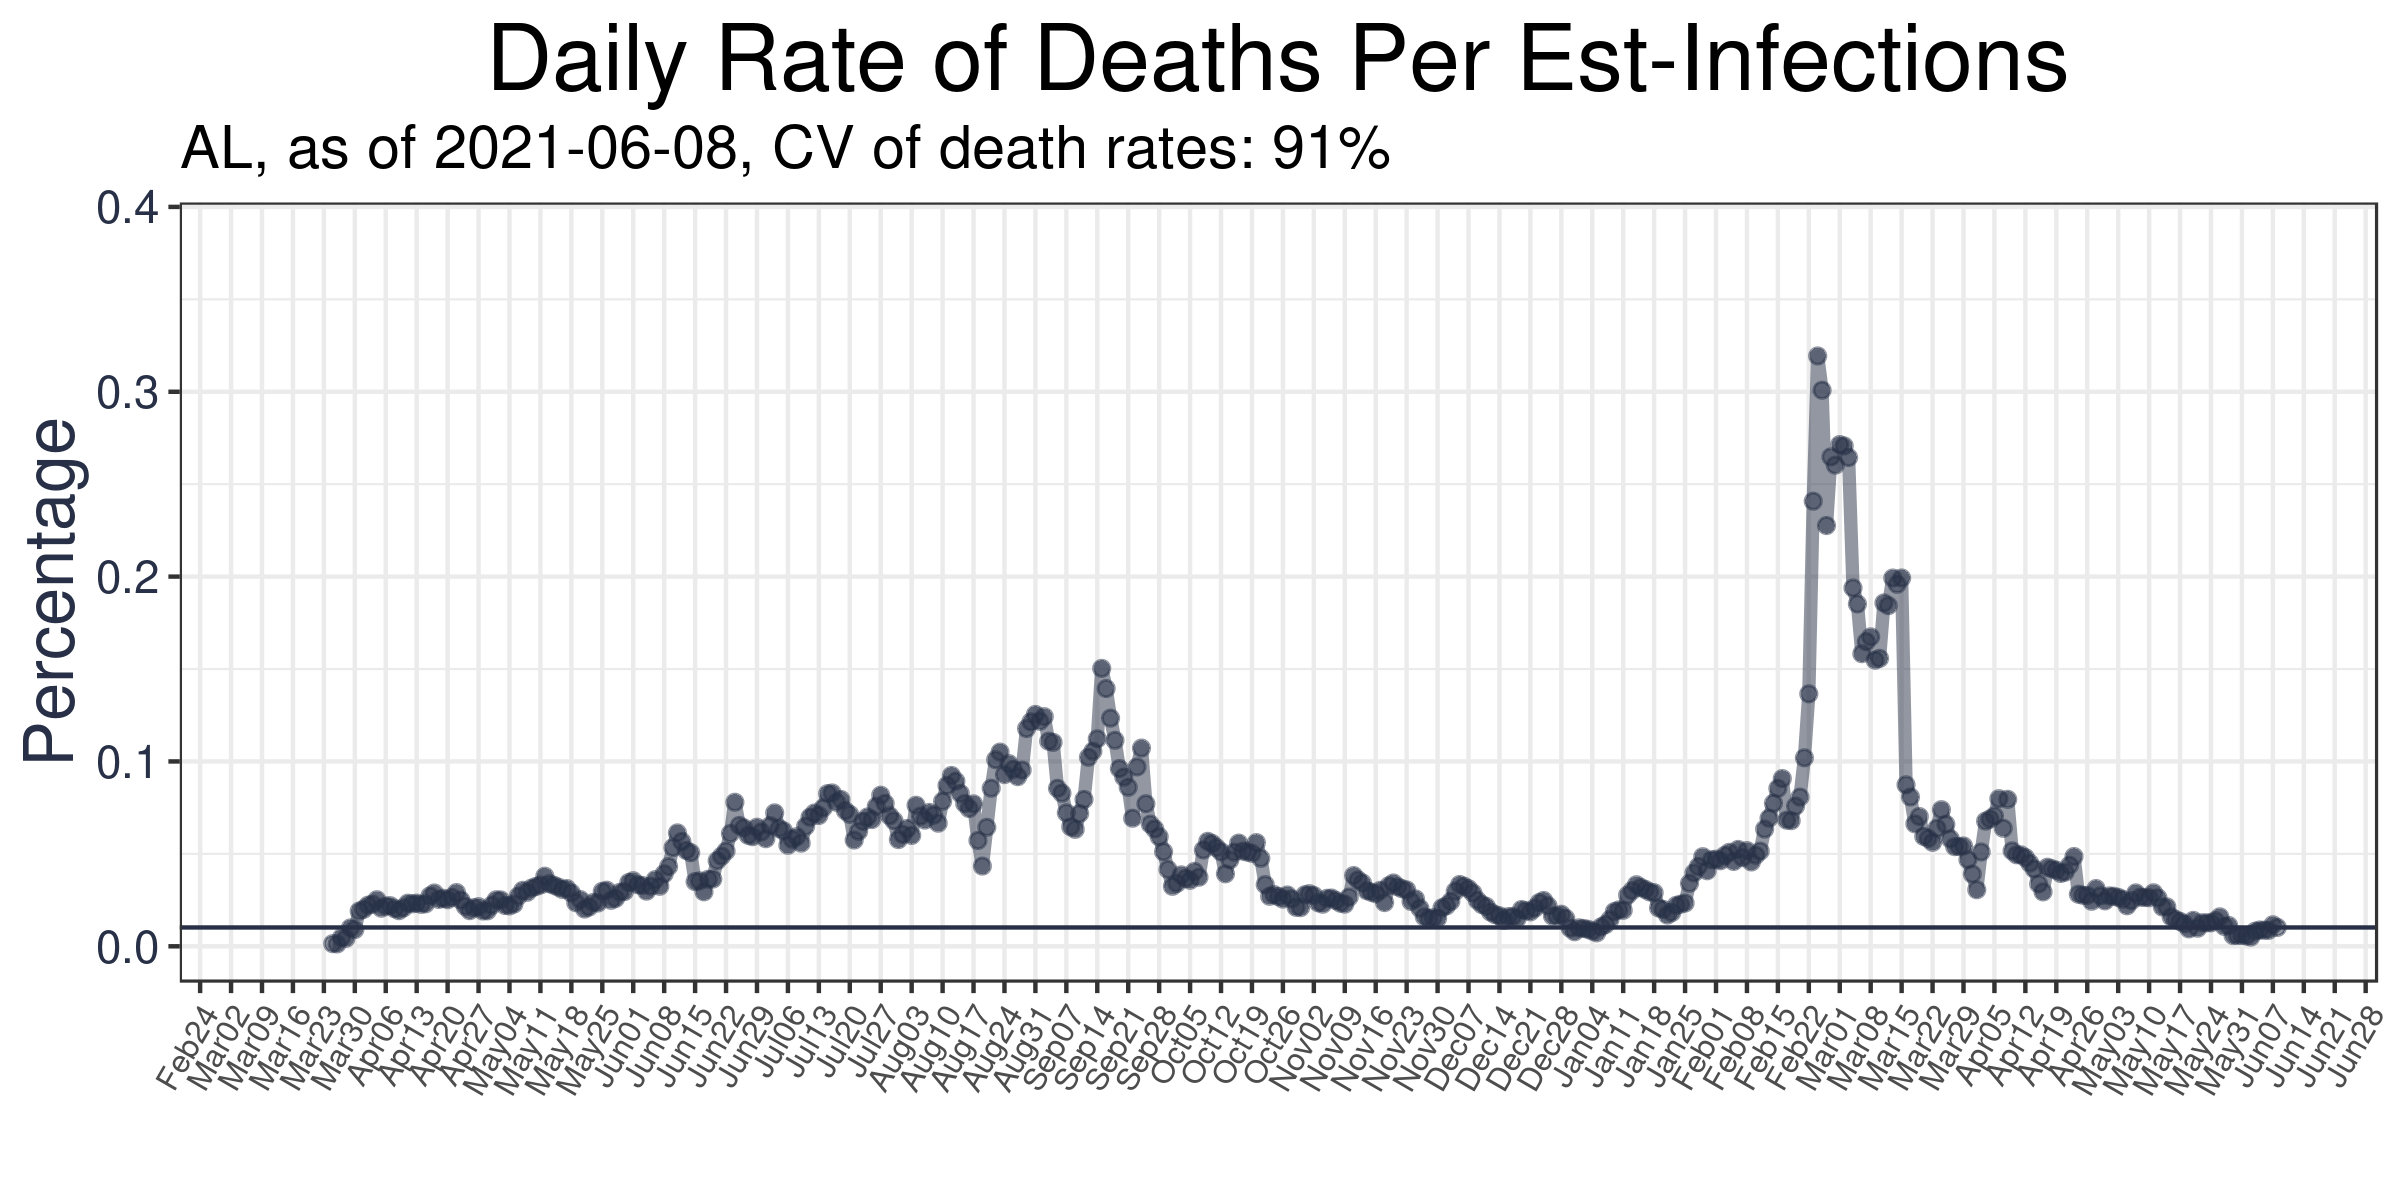 Daily Rate of Deaths Per Est-Infections
AL, as of 2021-06-08, CV of death rates: 91%
Percentage
0.4
0.3
0.2
0.1
0.0
Feb24
Mar02
Mar09
Mar16
Mar23
Mar30
Apr06
Apr13
Apr20
Apr27
May04
May11
May18
May25
Jun01
Jun08
Jun15
Jun22
Jun29
Jul06
Jul13
Jul20
Jul27
Aug03
Aug10
Aug17
Aug24
Aug31
Sep07
Sep14
Sep21
Sep28
Oct05
Oct12
Oct19
Oct26
Nov02
Nov09
Nov16
Nov23
Nov30
Dec07
Dec14
Dec21
Dec28
Jan04
Jan11
Jan18
Jan25
Feb01
Feb08
Feb15
Feb22
Mar01
Mar08
Mar15
Mar22
Mar29
Apr05
Apr12
Apr19
Apr26
May03
May10
May17
May24
May31
Jun07
Jun14
Jun21
Jun28